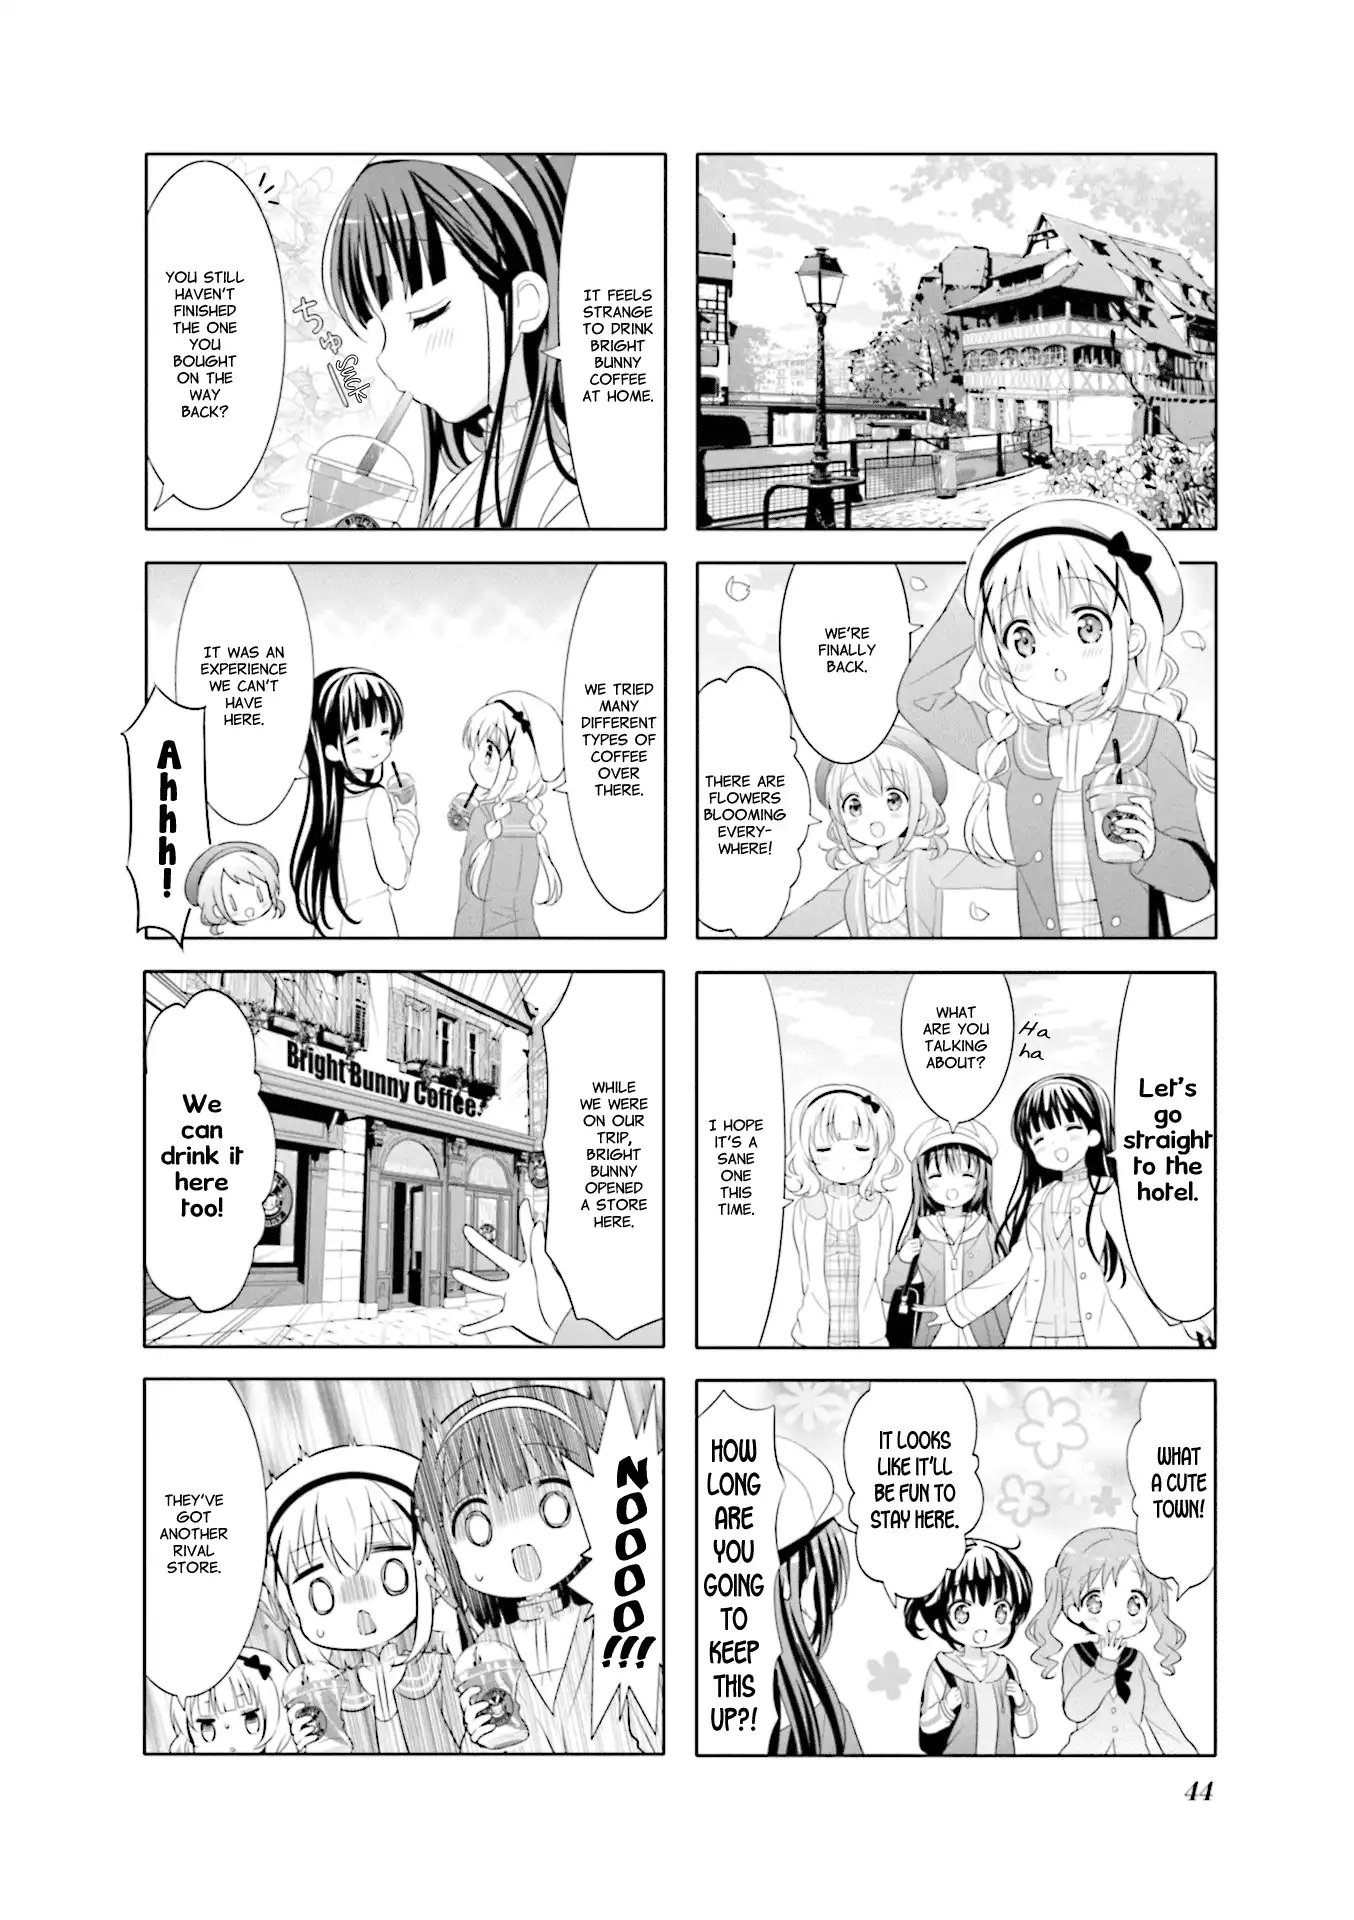 WE'RE
FINALLY
BACK.
THERE ARE
FLOWERS
BLOOMING
EVERY-
WHERE!
Let's
go
straight
to the
hotel.
Ha
ha
WHAT
ARE YOU
TALKING
ABOUT?
I HOPE
IT'S A
SANE
ONE
THIS
TIME.
WHAT
A CUTE
TOWN!
IT LOOKS
LIKE IT'LL
BE FUN TO
STAY HERE.
HOW
LONG
ARE
YOU
GOING
TO
KEEP
THIS
UP?!
IT FEELS
STRANGE
TO DRINK
BRIGHT
BUNNY
COFFEE
AT HOME.
ちゅ
suck
YOU STILL
HAVEN'T
FINISHED
THE ONE
YOU
BOUGHT
ON THE
WAY
BACK?
WE TRIED
MANY
DIFFERENT
TYPES OF
COFFEE
OVER
THERE.
IT WAS AN
EXPERIENCE
WE CAN'T
HAVE
HERE.
Ahhh!
WHILE
WE WERE
ON OUR
TRIP,
BRIGHT
BUNNY
OPENED
A STORE
HERE.
Bright Bunny Coffee.
We
can
drink it
here
too!
NOOOOO!!!
THEY'VE
GOT
ANOTHER
RIVAL
STORE.
44